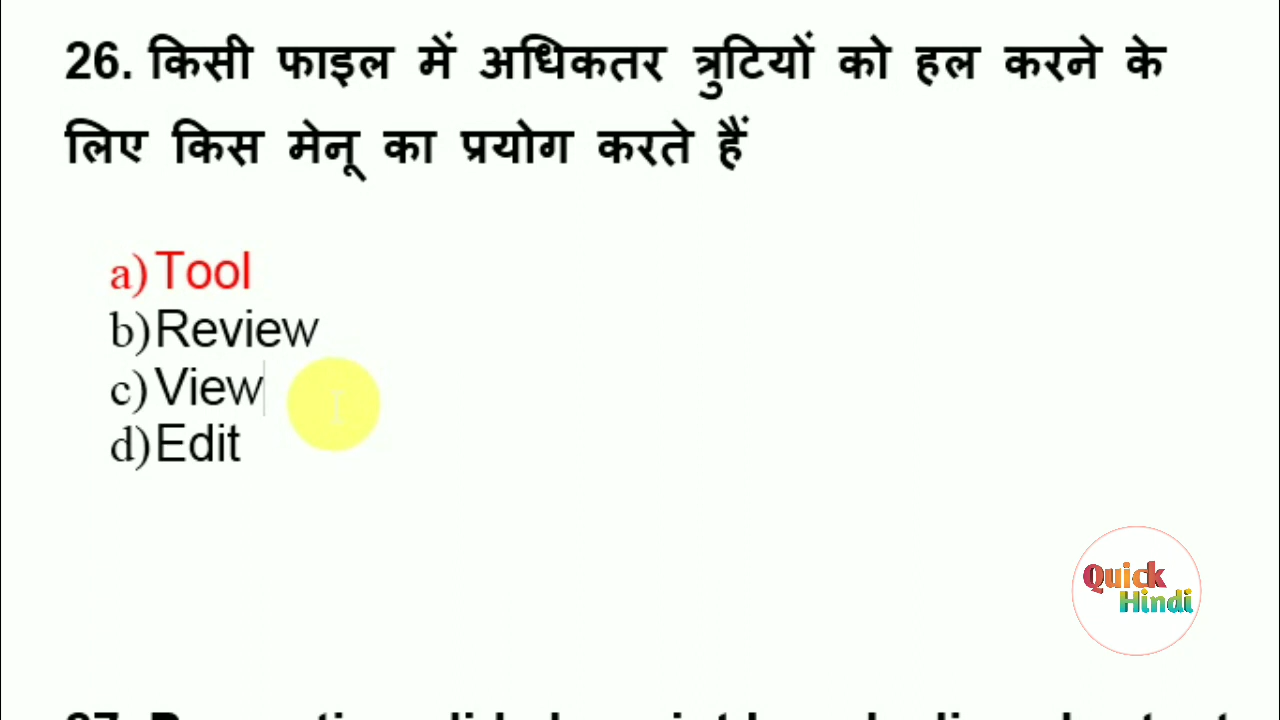 26. किसी फाइल में अधिकतर त्रुटियों को हल करने के
लिए किस मेनू का प्रयोग करते हैं
a) Tool
b) Review
c) View
d) Edit
Quick
Hindi